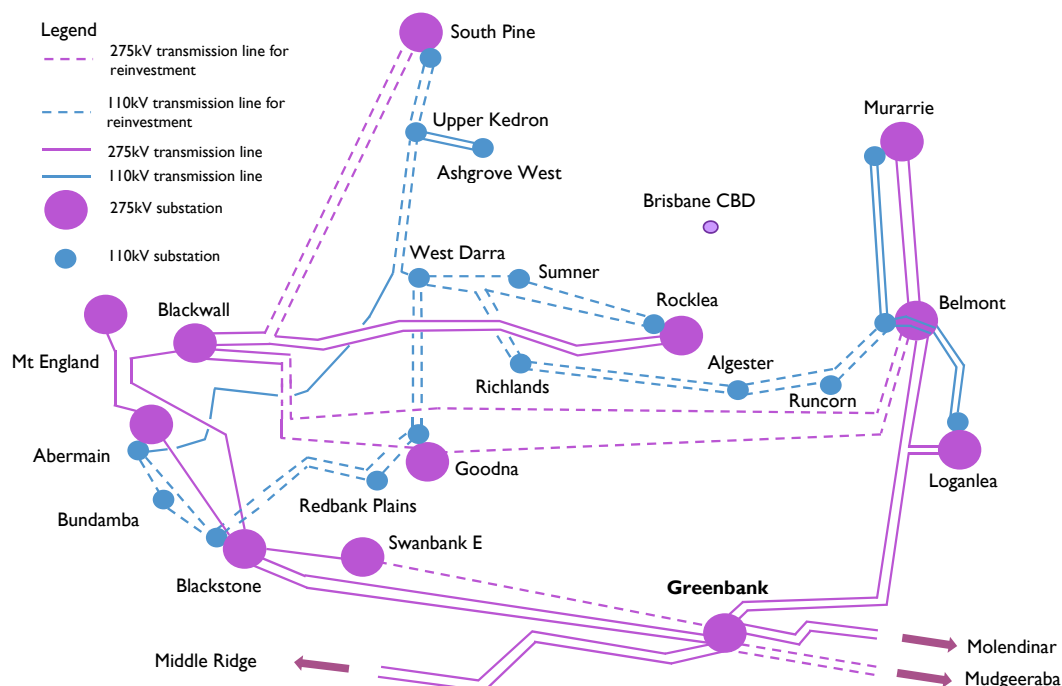 Legend
275kV transmission line for
reinvestment
110kV transmission line for
reinvestment
275kV transmission line
110kV transmission line
275kV substation
110kV substation
South Pine
Upper Kedron
Ashgrove West
Murarrie
Brisbane CBD
West Darra
Sumner
Rocklea
Belmont
Blackwall
Mt England
Richlands
Algester
Runcorn
Abermain
Goodna
Loganlea
Redbank Plains
Bundamba
Swanbank E
Blackstone
Greenbank
Middle Ridge
Molendinar
Mudgeeraba